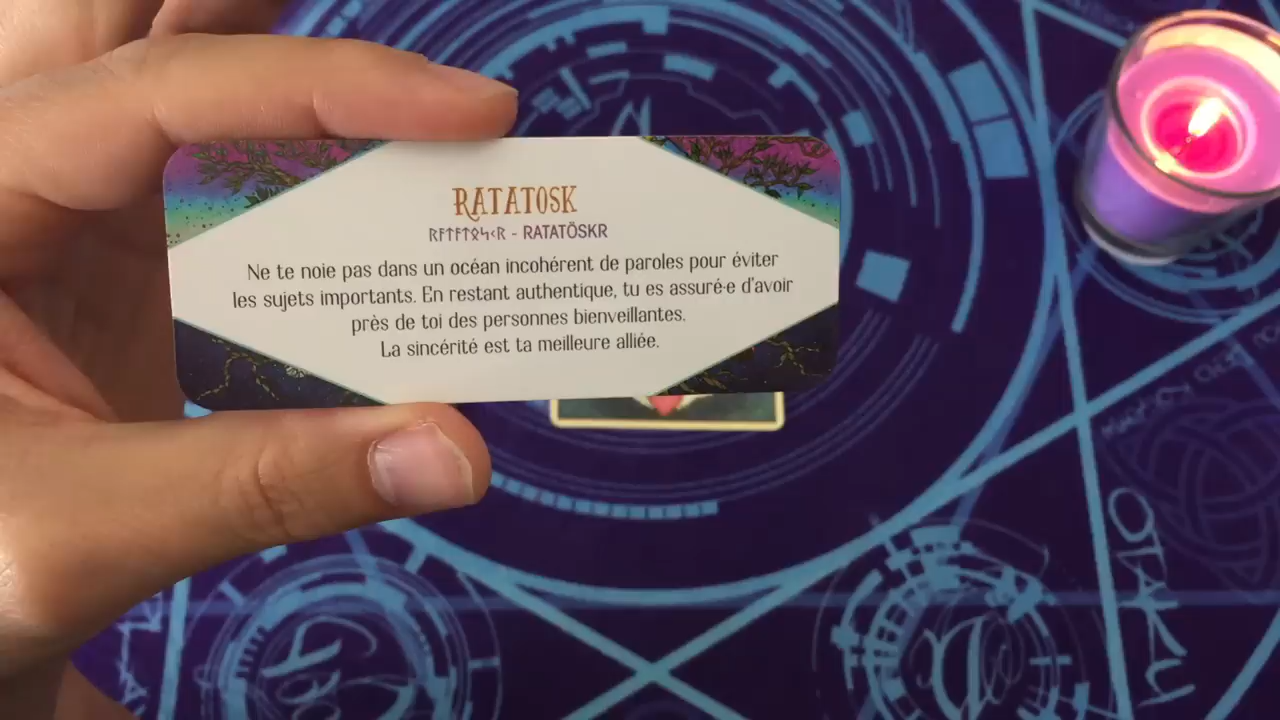 RATATOSK
ᚱᚨᛏᚨᛏᛟᛋᚲᚱ - RATATÖSKR
Ne te noie pas dans un océan incohérent de paroles pour éviter
les sujets importants. En restant authentique, tu es assuré·e d'avoir
près de toi des personnes bienveillantes.
La sincérité est ta meilleure alliée.